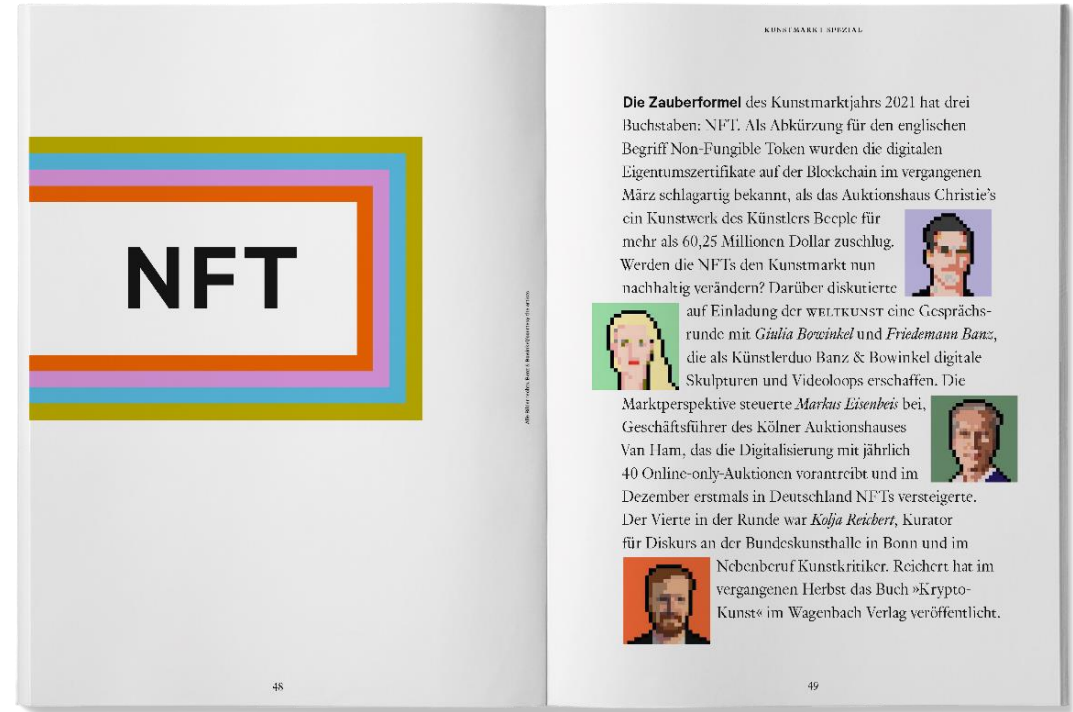 NFT
48
KUNSTMARKT SPEZIAL
Die Zauberformel des Kunstmarktjahrs 2021 hat drei
Buchstaben: NFT. Als Abkürzung für den englischen
Begriff Non-Fungible Token wurden die digitalen
Eigentumszertifikate auf der Blockchain im vergangenen
März schlagartig bekannt, als das Auktionshaus Christie's
ein Kunstwerk des Künstlers Beeple für
mehr als 60,25 Millionen Dollar zuschlug.
Werden die NFTs den Kunstmarkt nun
nachhaltig verändern? Darüber diskutierte
auf Einladung der WELTKUNST eine Gesprächs-
runde mit Giulia Bowinkel und Friedemann Banz,
die als Künstlerduo Banz & Bowinkel digitale
Skulpturen und Videoloops erschaffen. Die
Marktperspektive steuerte Markus Eisenbeis bei,
Geschäftsführer des Kölner Auktionshauses
Van Ham, das die Digitalisierung mit jährlich
40 Online-only-Auktionen vorantreibt und im
Dezember erstmals in Deutschland NFTs versteigerte.
Der Vierte in der Runde war Kolja Reichert, Kurator
für Diskurs an der Bundeskunsthalle in Bonn und im
Nebenberuf Kunstkritiker. Reichert hat im
vergangenen Herbst das Buch »Krypto-
Kunst« im Wagenbach Verlag veröffentlicht.
49